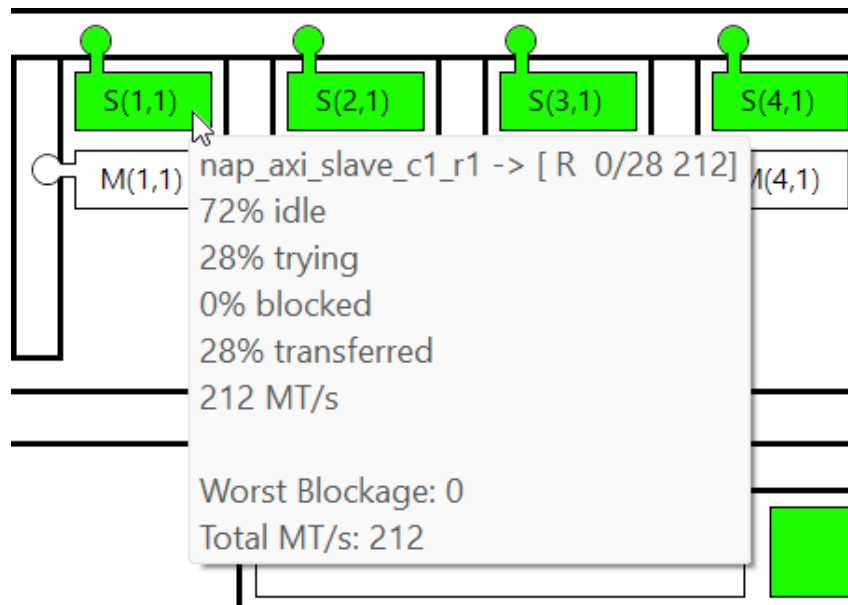 S(1,1) S(2,1) S(3,1) S(4,1)
M(1,1) M(4,1)
nap_axi_slave_c1_r1 -> [ R  0/28 212]
72% idle
28% trying
0% blocked
28% transferred
212 MT/s
Worst Blockage: 0
Total MT/s: 212